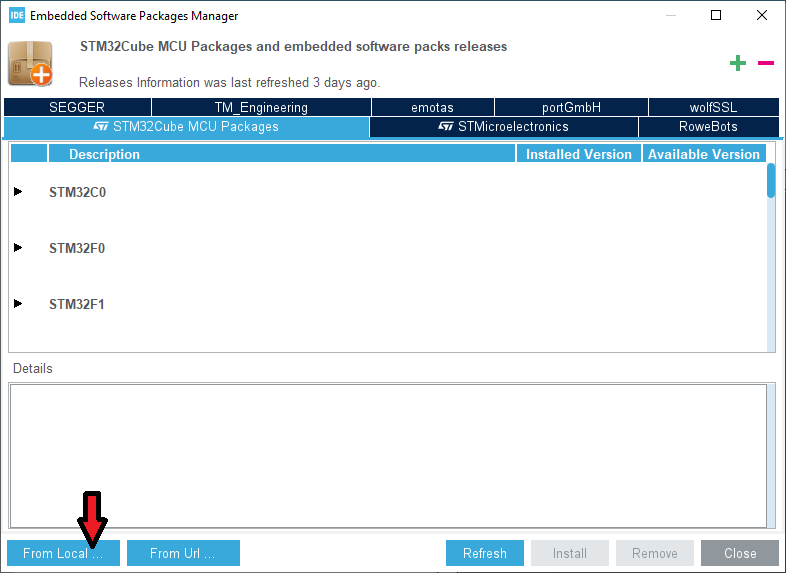 IDE Embedded Software Packages Manager
STM32Cube MCU Packages and embedded software packs releases
Releases Information was last refreshed 3 days ago.
SEGGER TM_Engineering emotas portGmbH wolfSSL
STM32Cube MCU Packages STMicroelectronics RoweBots
Description Installed Version Available Version
STM32C0
STM32F0
STM32F1
Details
From Local ... From Url ... Refresh Install Remove Close